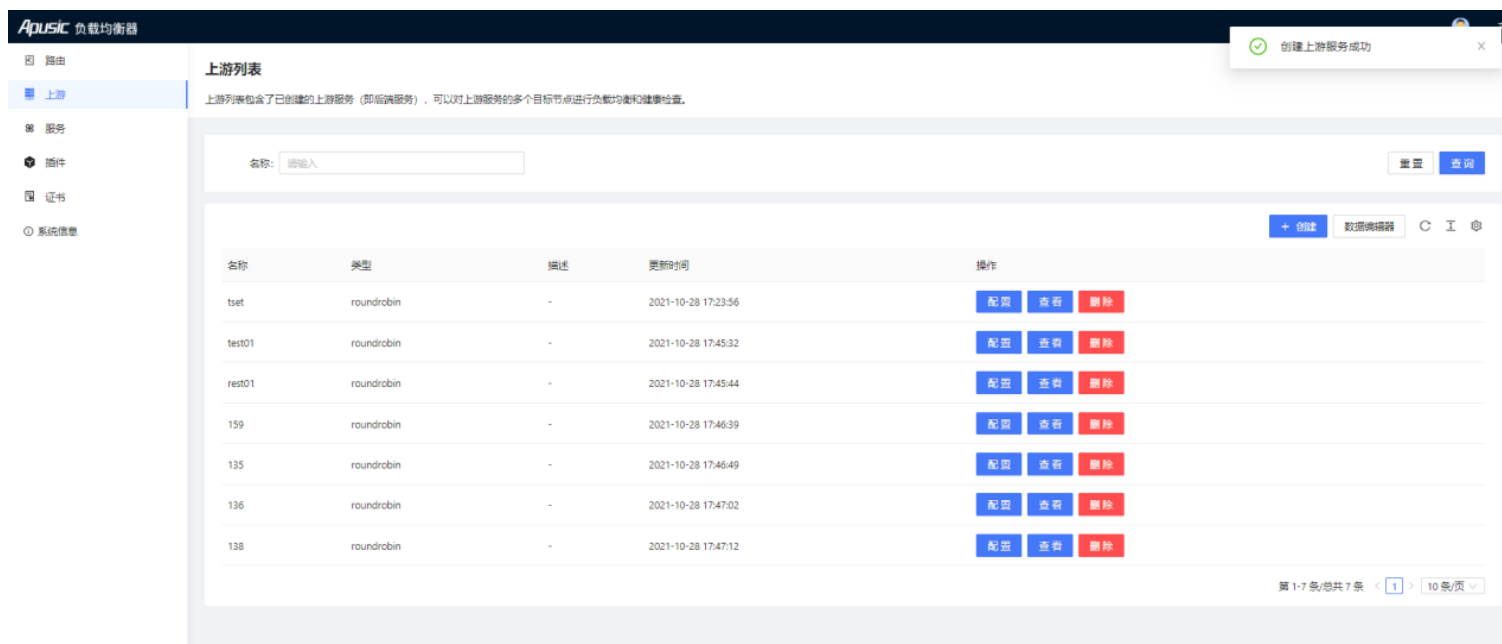 Apusic 负载均衡器
创建上游服务成功
路由
上游
服务
插件
证书
系统信息
上游列表
上游列表包含了已创建的上游服务（即后端服务），可以对上游服务的多个目标节点进行负载均衡和健康检查。
名称: 请输入 重置 查询
+ 创建 数据编辑器
名称 类型 描述 更新时间 操作
tset roundrobin - 2021-10-28 17:23:56 配置 查看 删除
test01 roundrobin - 2021-10-28 17:45:32 配置 查看 删除
rest01 roundrobin - 2021-10-28 17:45:44 配置 查看 删除
159 roundrobin - 2021-10-28 17:46:39 配置 查看 删除
135 roundrobin - 2021-10-28 17:46:49 配置 查看 删除
136 roundrobin - 2021-10-28 17:47:02 配置 查看 删除
138 roundrobin - 2021-10-28 17:47:12 配置 查看 删除
第 1-7 条/总共 7 条 < 1 > 10 条/页